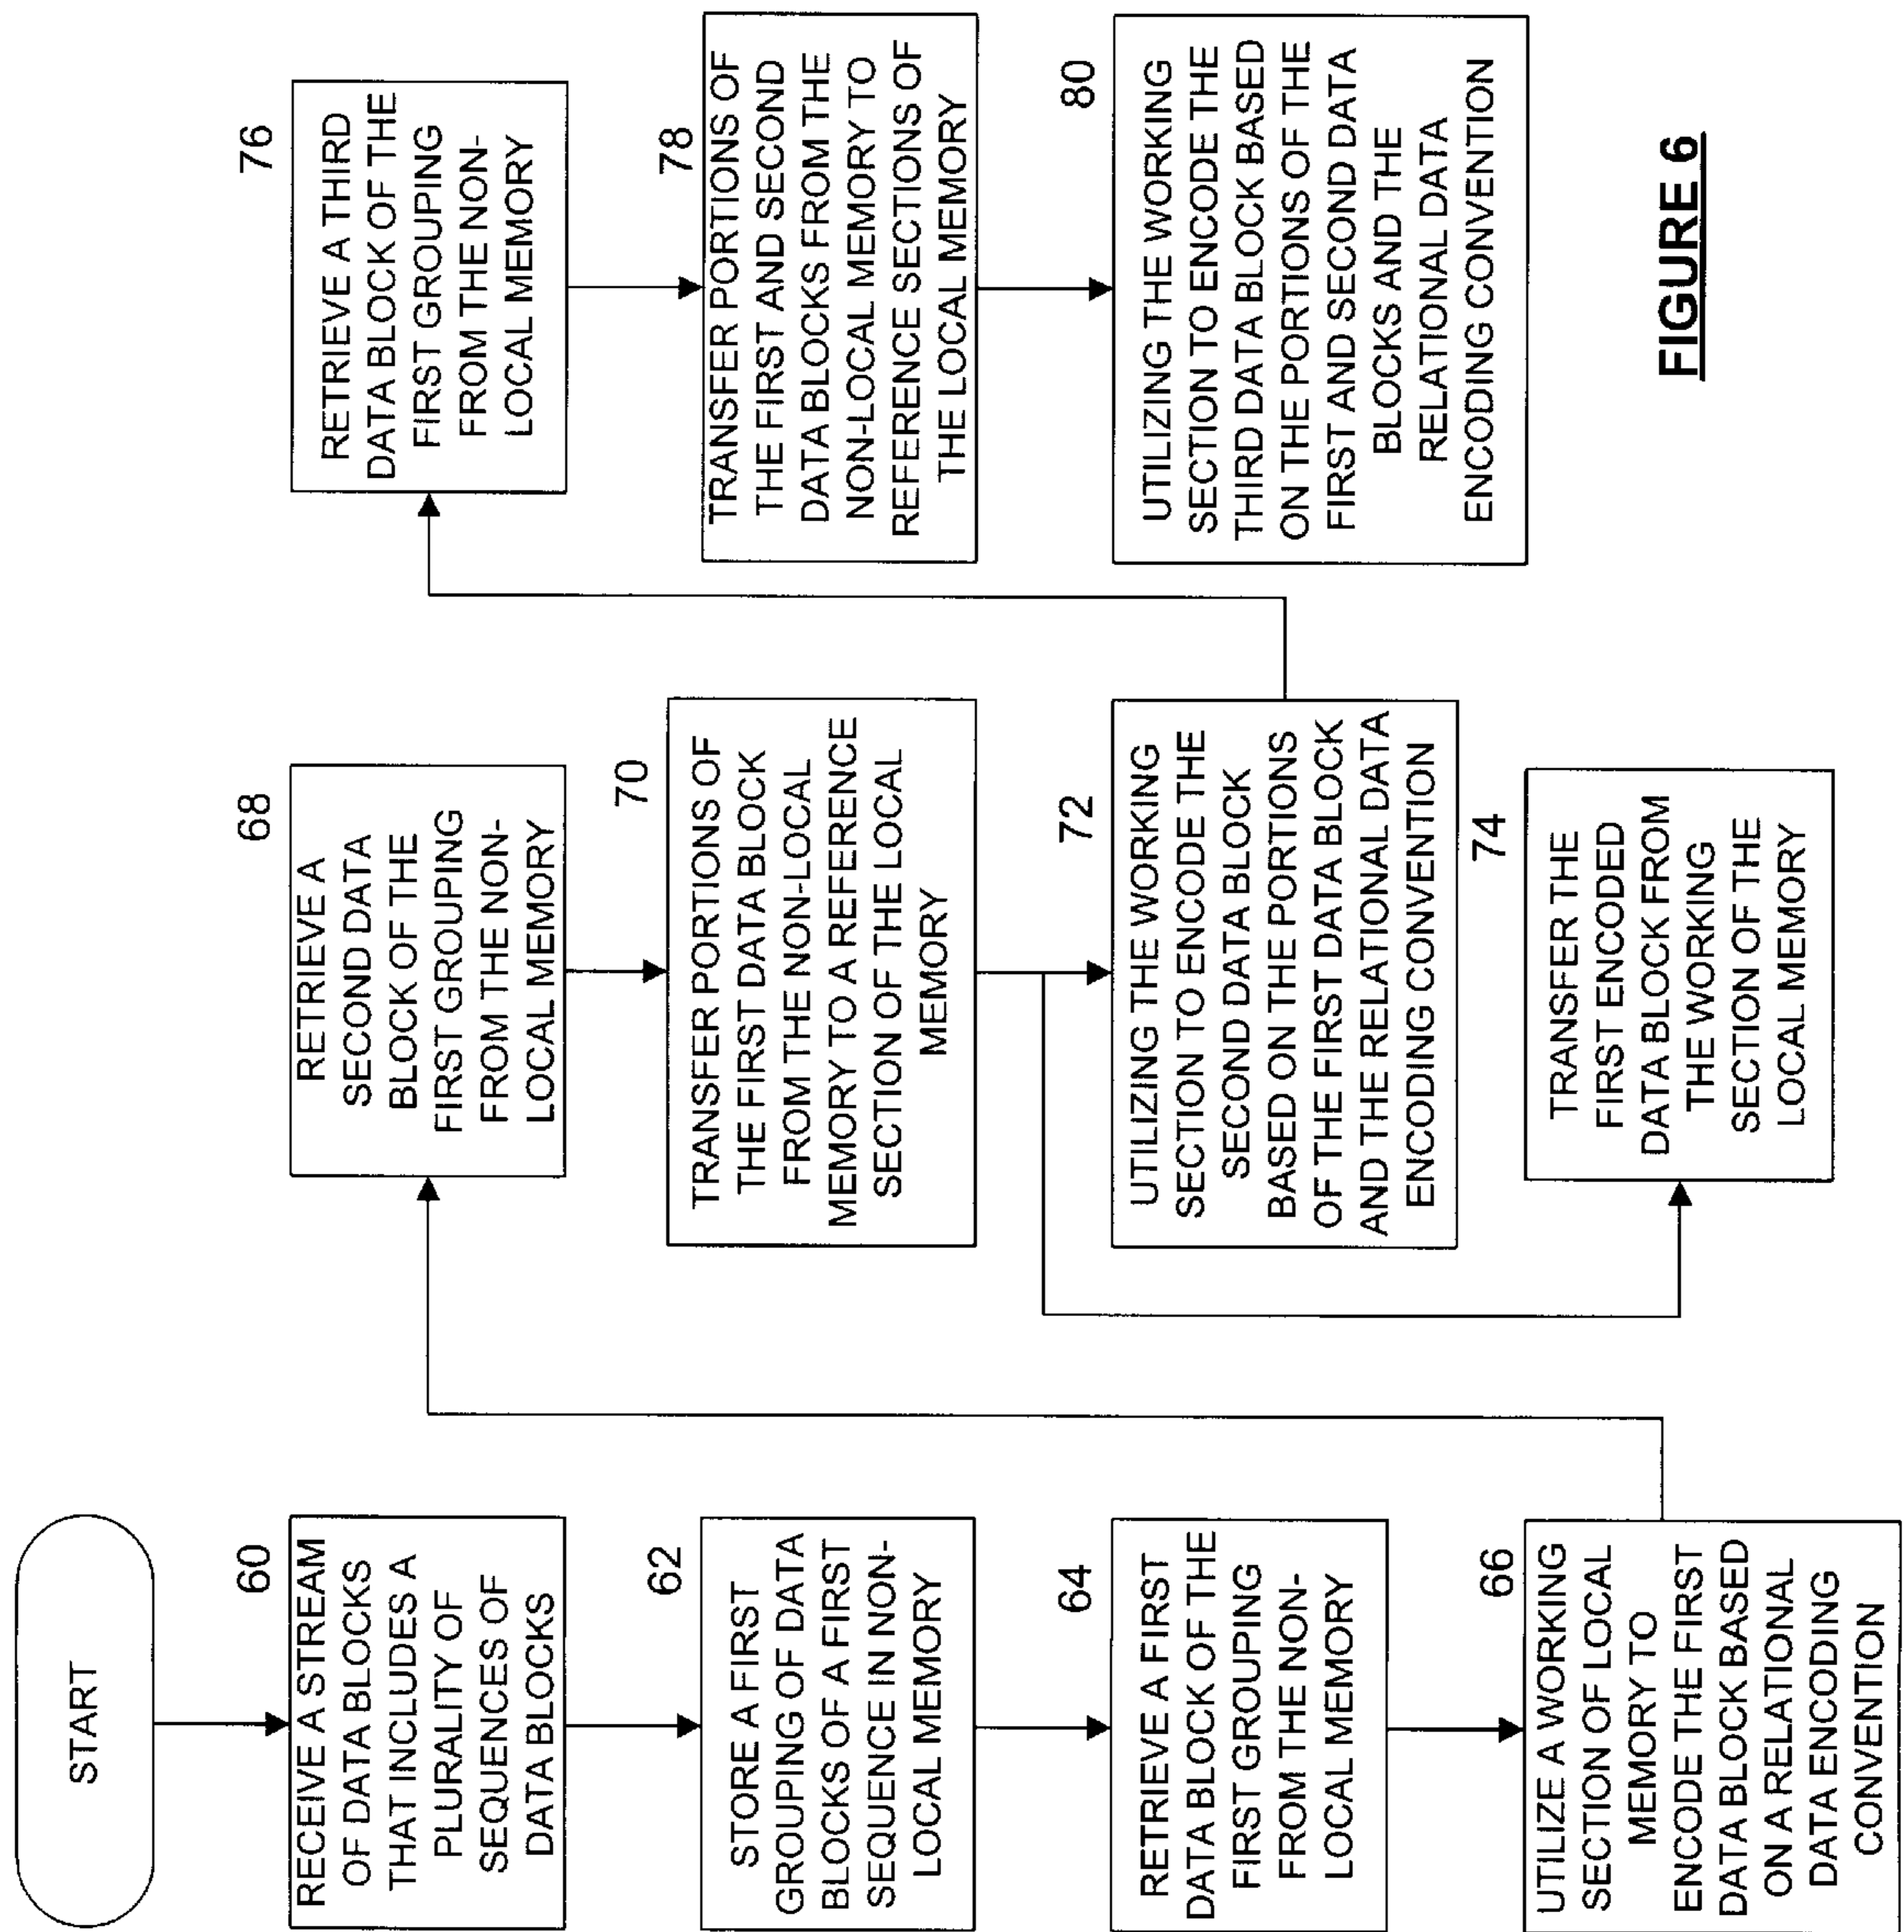 START
60
RECEIVE A STREAM
OF DATA BLOCKS
THAT INCLUDES A
PLURALITY OF
SEQUENCES OF
DATA BLOCKS
62
STORE A FIRST
GROUPING OF DATA
BLOCKS OF A FIRST
SEQUENCE IN NON-
LOCAL MEMORY
64
RETRIEVE A FIRST
DATA BLOCK OF THE
FIRST GROUPING
FROM THE NON-
LOCAL MEMORY
66
UTILIZE A WORKING
SECTION OF LOCAL
MEMORY TO
ENCODE THE FIRST
DATA BLOCK BASED
ON A RELATIONAL
DATA ENCODING
CONVENTION
68
RETRIEVE A
SECOND DATA
BLOCK OF THE
FIRST GROUPING
FROM THE NON-
LOCAL MEMORY
70
TRANSFER PORTIONS OF
THE FIRST DATA BLOCK
FROM THE NON-LOCAL
MEMORY TO A REFERENCE
SECTION OF THE LOCAL
MEMORY
72
UTILIZING THE WORKING
SECTION TO ENCODE THE
SECOND DATA BLOCK
BASED ON THE PORTIONS
OF THE FIRST DATA BLOCK
AND THE RELATIONAL DATA
ENCODING CONVENTION
74
TRANSFER THE
FIRST ENCODED
DATA BLOCK FROM
THE WORKING
SECTION OF THE
LOCAL MEMORY
76
RETRIEVE A THIRD
DATA BLOCK OF THE
FIRST GROUPING
FROM THE NON-
LOCAL MEMORY
78
TRANSFER PORTIONS OF
THE FIRST AND SECOND
DATA BLOCKS FROM THE
NON-LOCAL MEMORY TO
REFERENCE SECTIONS OF
THE LOCAL MEMORY
80
UTILIZING THE WORKING
SECTION TO ENCODE THE
THIRD DATA BLOCK BASED
ON THE PORTIONS OF THE
FIRST AND SECOND DATA
BLOCKS AND THE
RELATIONAL DATA
ENCODING CONVENTION
FIGURE 6